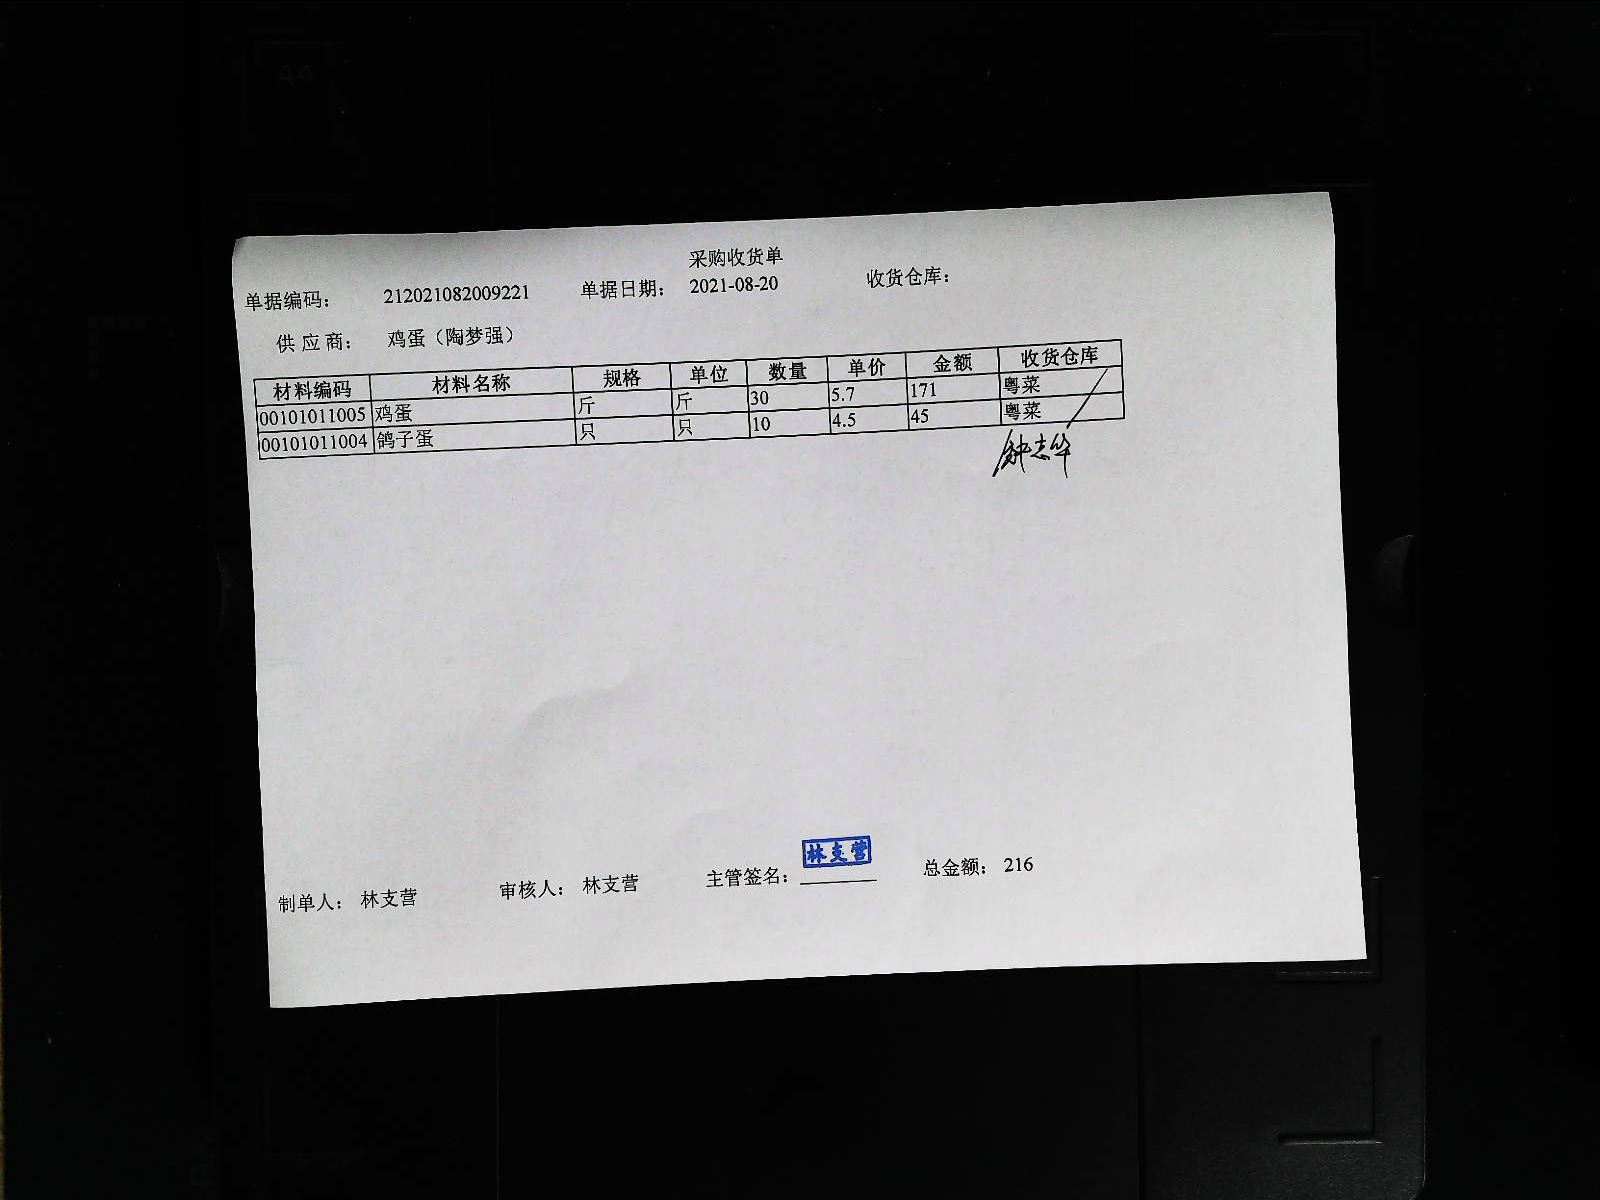 采购收货单
单据编码： 212021082009221 单据日期： 2021-08-20 收货仓库：
供应商： 鸡蛋（陶梦强）
材料编码 材料名称 规格 单位 数量 单价 金额 收货仓库
00101011005 鸡蛋 斤 斤 30 5.7 171 粤菜
00101011004 鸽子蛋 只 只 10 4.5 45 粤菜
钟志华
制单人： 林支营 审核人： 林支营 主管签名： 林支营 总金额： 216